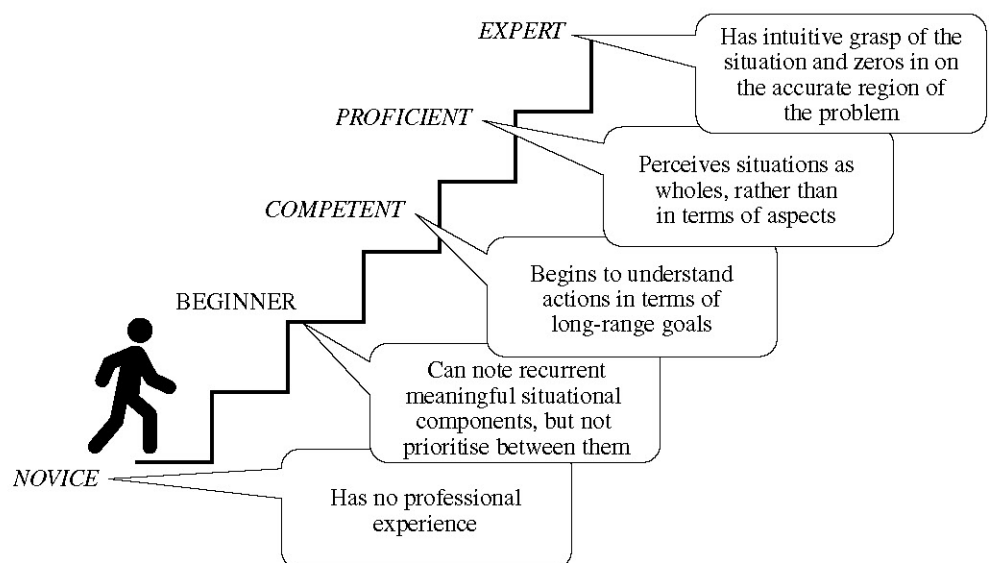 EXPERT
Has intuitive grasp of the
situation and zeros in on
the accurate region of
the problem
PROFICIENT
Perceives situations as
wholes, rather than
in terms of aspects
COMPETENT
Begins to understand
actions in terms of
long-range goals
BEGINNER
Can note recurrent
meaningful situational
components, but not
prioritise between them
NOVICE
Has no professional
experience